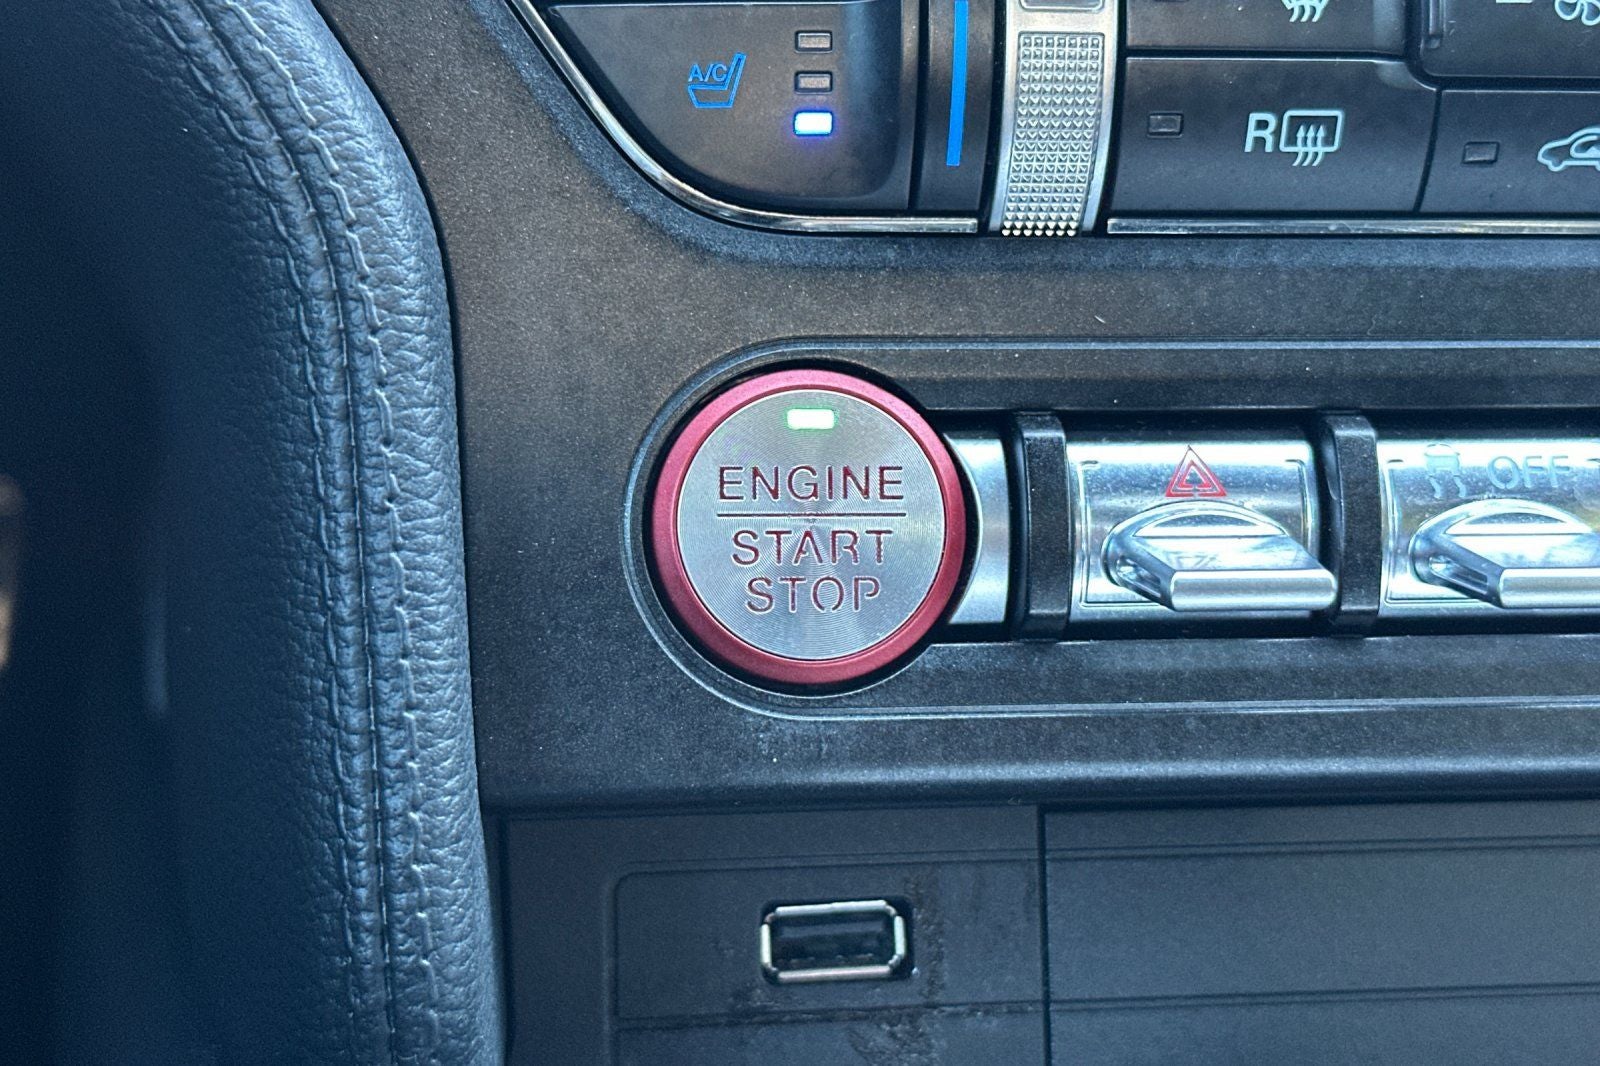 A/C
R
ENGINE
START
STOP
OFF